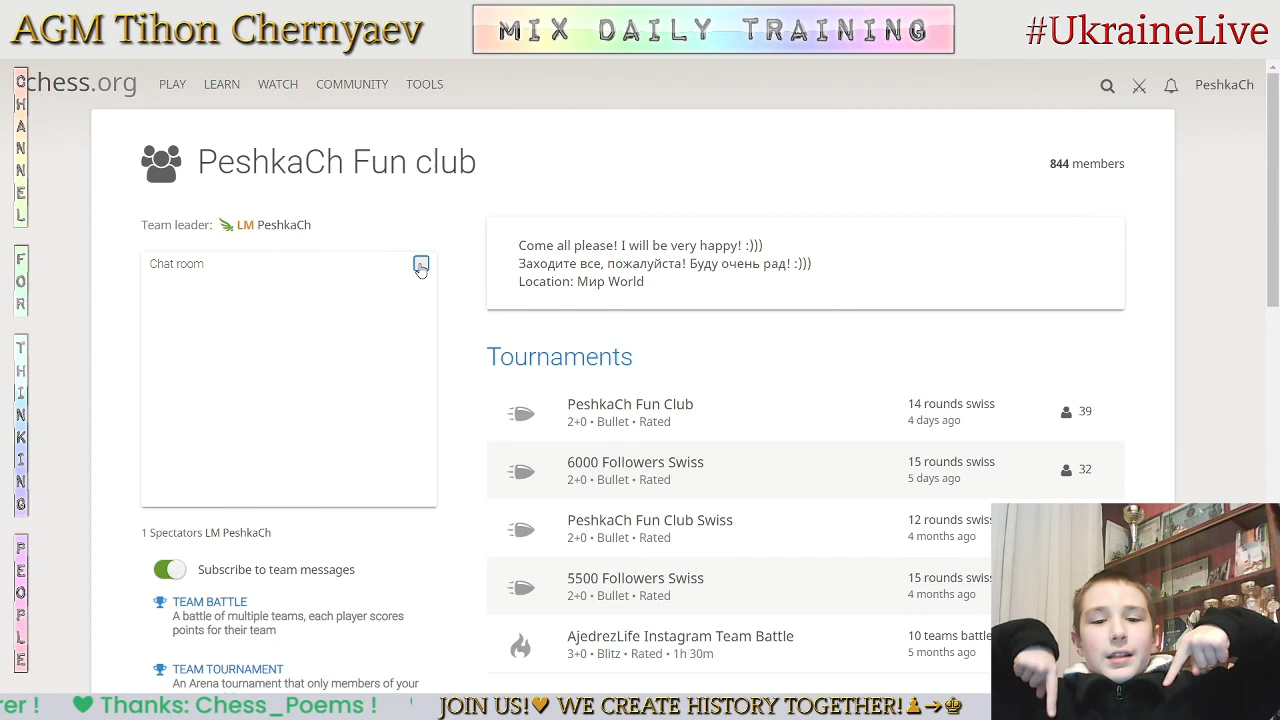 AGM Tihon Chernyaev
MIX DAILY TRAINING
#UkraineLive
chess.org
PLAY
LEARN
WATCH
COMMUNITY
TOOLS
PeshkaCh
CHANNEL
FOR
THINKING
PEOPLE
PeshkaCh Fun club
844 members
Team leader: LM PeshkaCh
Chat room
Come all please! I will be very happy! :)))
Заходите все, пожалуйста! Буду очень рад! :)))
Location: Мир World
Tournaments
PeshkaCh Fun Club
2+0 • Bullet • Rated
14 rounds swiss
4 days ago
39
6000 Followers Swiss
2+0 • Bullet • Rated
15 rounds swiss
5 days ago
32
PeshkaCh Fun Club Swiss
2+0 • Bullet • Rated
12 rounds swiss
4 months ago
5500 Followers Swiss
2+0 • Bullet • Rated
15 rounds swiss
4 months ago
AjedrezLife Instagram Team Battle
3+0 • Blitz • Rated • 1h 30m
10 teams battle
5 months ago
1 Spectators LM PeshkaCh
Subscribe to team messages
TEAM BATTLE
A battle of multiple teams, each player scores
points for their team
TEAM TOURNAMENT
An Arena tournament that only members of your
rer ! 💚 Thanks: Chess_Poems !
JOIN US!♥ WE CREATE HISTORY TOGETHER!♟→♚